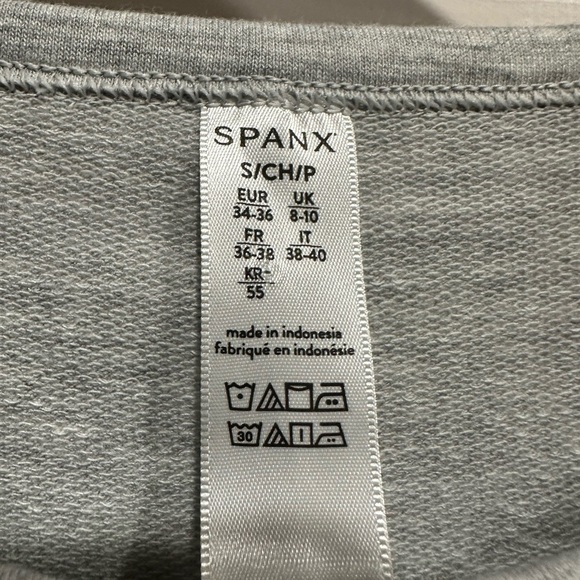 SPANX
S/CH/P
EUR UK
34-36 8-10
FR IT
36-38 38-40
KR
55
made in indonesia
fabriqué en indonésie
30